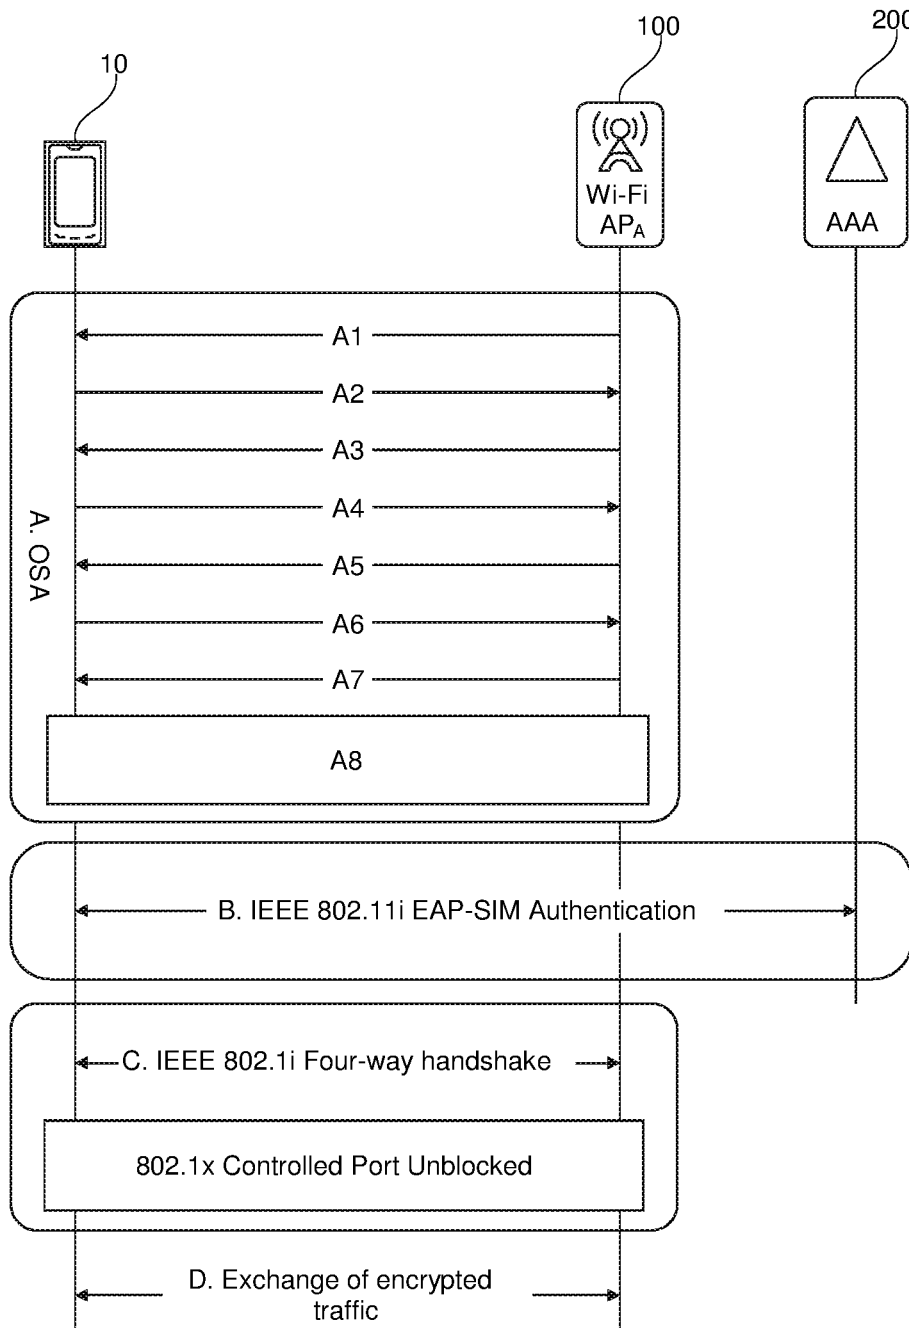 10
100
200
Wi-Fi
APA
AAA
A1
A2
A3
A4
A. OSA
A5
A6
A7
A8
B. IEEE 802.11i EAP-SIM Authentication
C. IEEE 802.1i Four-way handshake
802.1x Controlled Port Unblocked
D. Exchange of encrypted
traffic